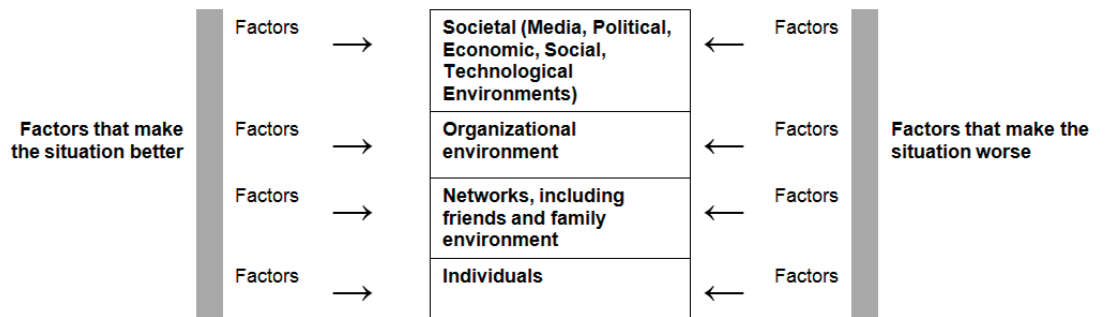 Factors
Societal (Media, Political,
Economic, Social,
Technological
Environments)
Factors
Factors that make
the situation better
Factors
Organizational
environment
Factors
Factors that make the
situation worse
Factors
Networks, including
friends and family
environment
Factors
Factors
Individuals
Factors